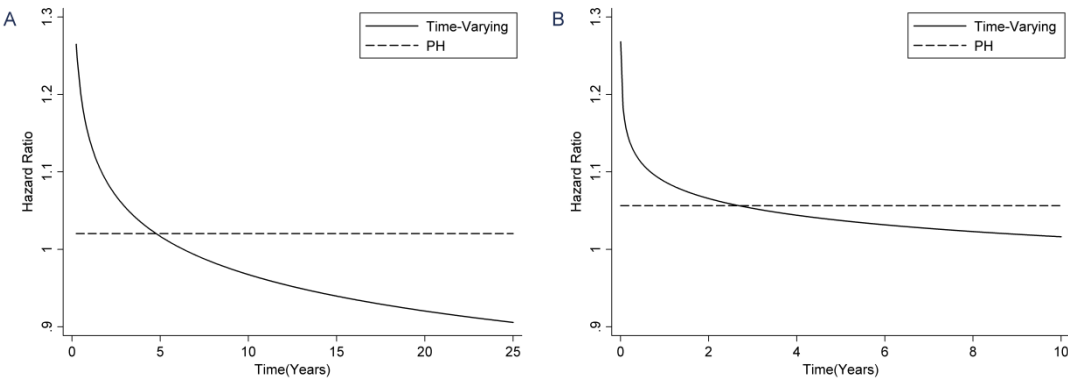 A
Time-Varying
PH
1.3
1.2
1.1
1
.9
Hazard Ratio
0
5
10
15
20
25
Time(Years)
B
Time-Varying
PH
1.3
1.2
1.1
1
.9
Hazard Ratio
0
2
4
6
8
10
Time(Years)